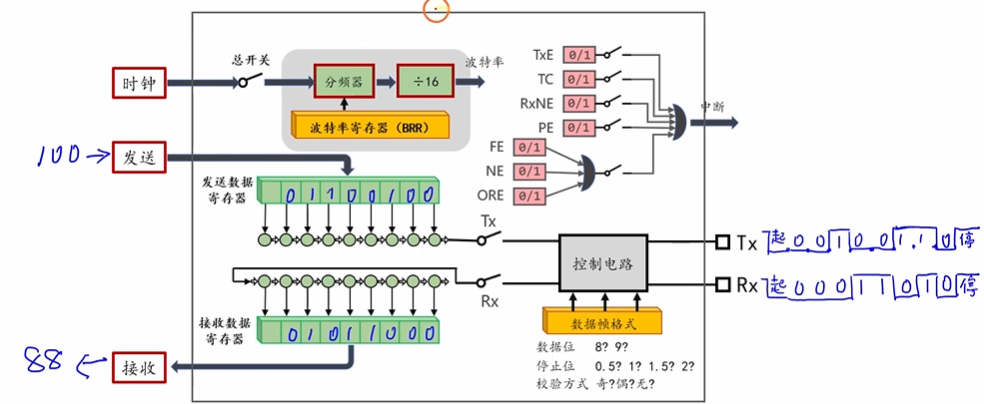 总开关
时钟
分频器
÷16
波特率
波特率寄存器（BRR）
TxE 0/1
TC 0/1
RxNE 0/1
PE 0/1
中断
FE 0/1
NE 0/1
ORE 0/1
100 → 发送
发送数据
寄存器
0 1 1 0 0 1 0 0
Tx
控制电路
Tx 起 0 0 1 0 0 1 1 0 停
Rx 起 0 0 0 1 1 0 1 0 停
Rx
接收数据
寄存器
0 1 0 1 1 0 0 0
数据帧格式
数据位 8? 9?
停止位 0.5? 1? 1.5? 2?
校验方式 奇?偶?无?
88 ← 接收